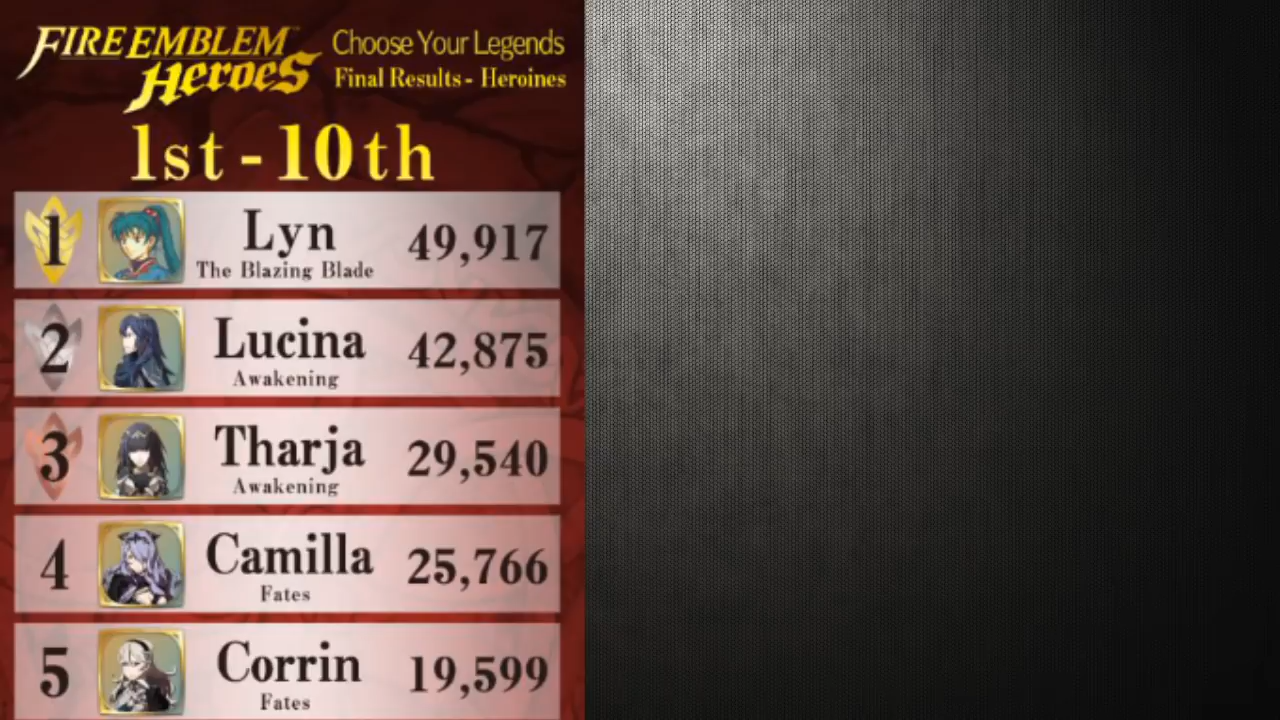 FIRE EMBLEM
Heroes
Choose Your Legends
Final Results - Heroines
1st - 10th
1
Lyn
The Blazing Blade
49,917
2
Lucina
Awakening
42,875
3
Tharja
Awakening
29,540
4
Camilla
Fates
25,766
5
Corrin
Fates
19,599